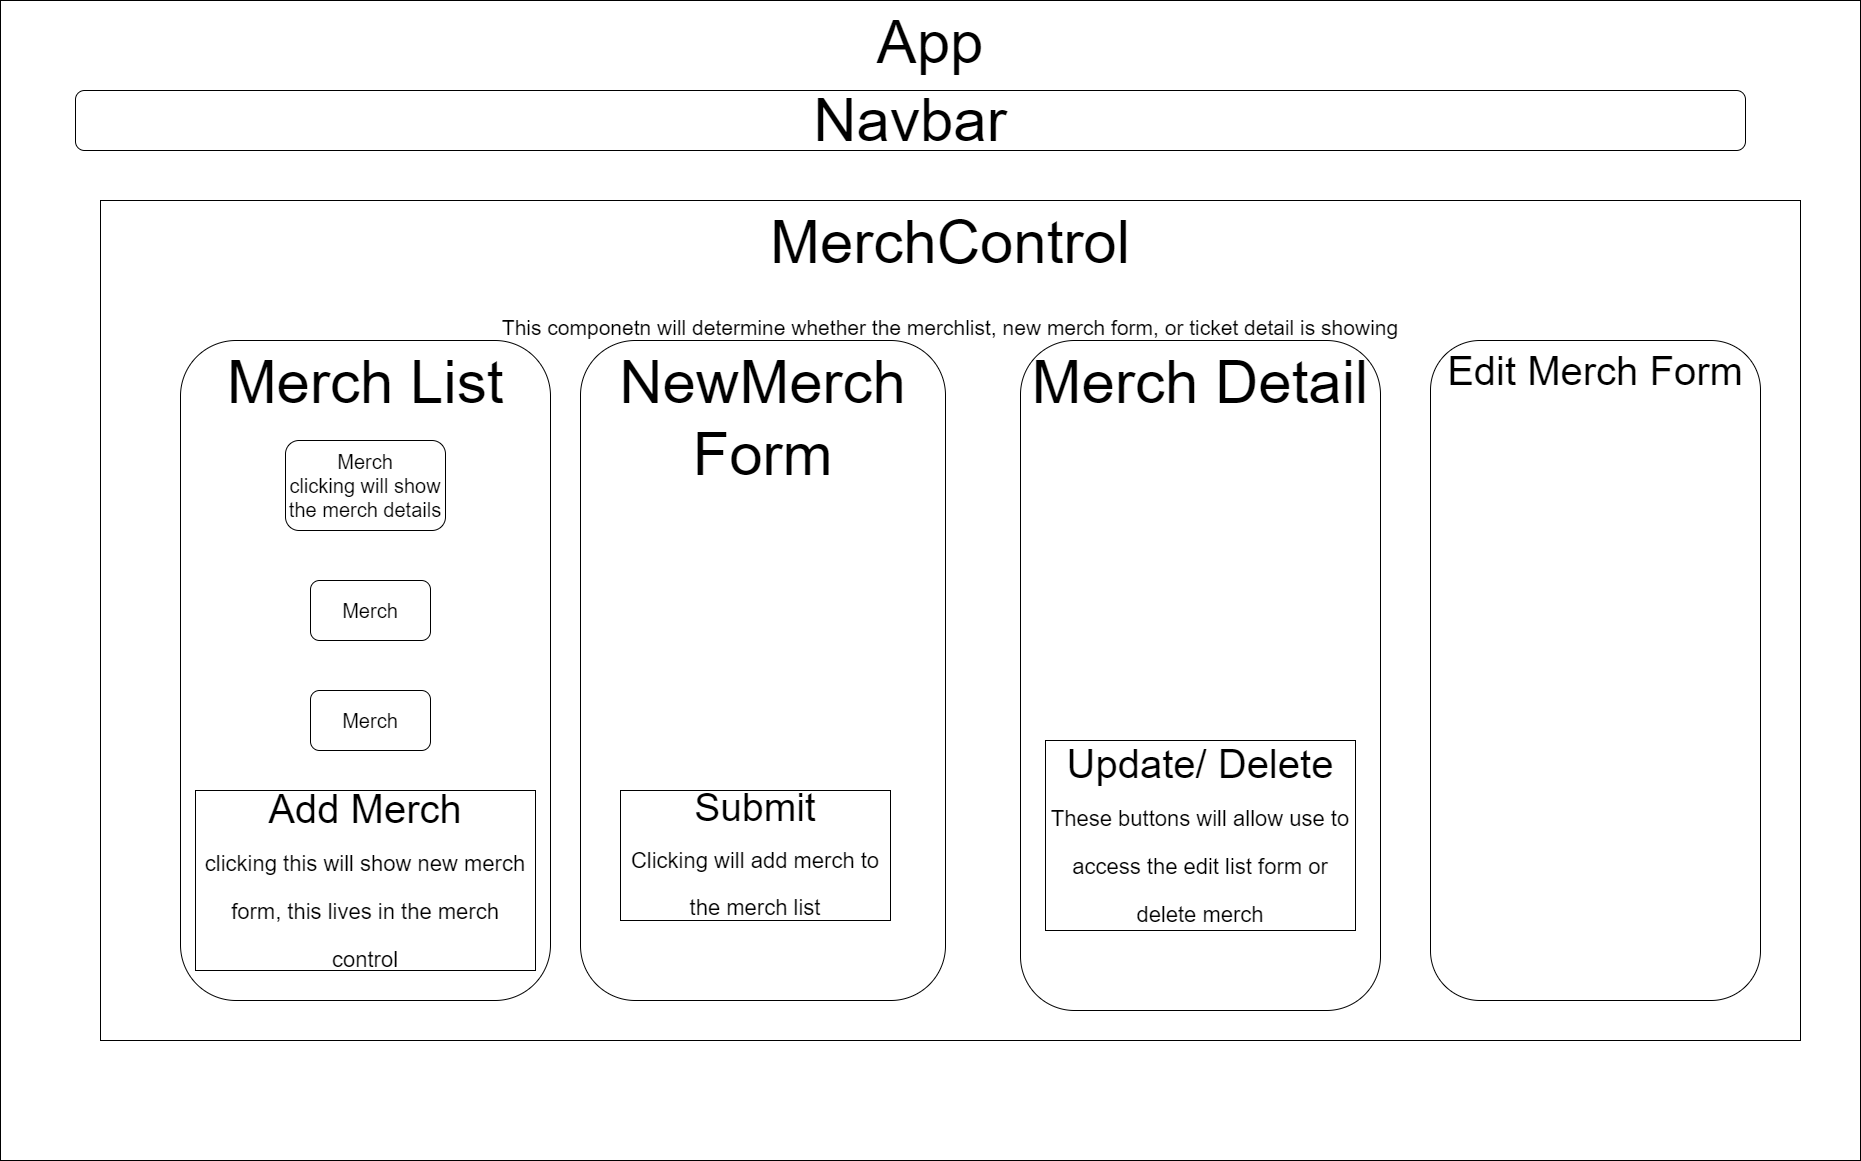 App
Navbar
MerchControl
This componetn will determine whether the merchlist, new merch form, or ticket detail is showing
Merch List
Merch
clicking will show
the merch details
Merch
Merch
Add Merch
clicking this will show new merch
form, this lives in the merch
control
NewMerch
Form
Submit
Clicking will add merch to
the merch list
Merch Detail
Update/ Delete
These buttons will allow use to
access the edit list form or
delete merch
Edit Merch Form